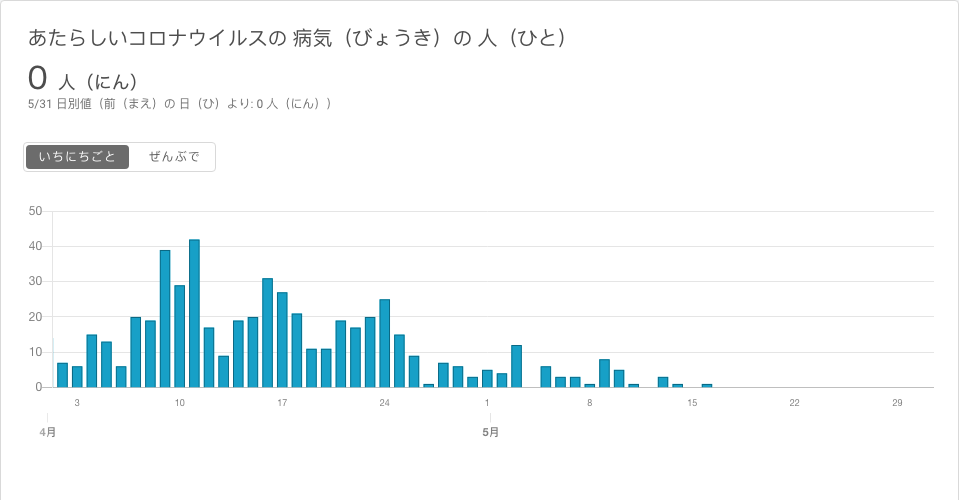 あたらしいコロナウイルスの 病気（びょうき）の 人（ひと）
0 人（にん）
5/31 日別値（前（まえ）の 日（ひ）より: 0 人（にん））
いちにちごと ぜんぶで
50
40
30
20
10
0
3 10 17 24 1 8 15 22 29
4月 5月